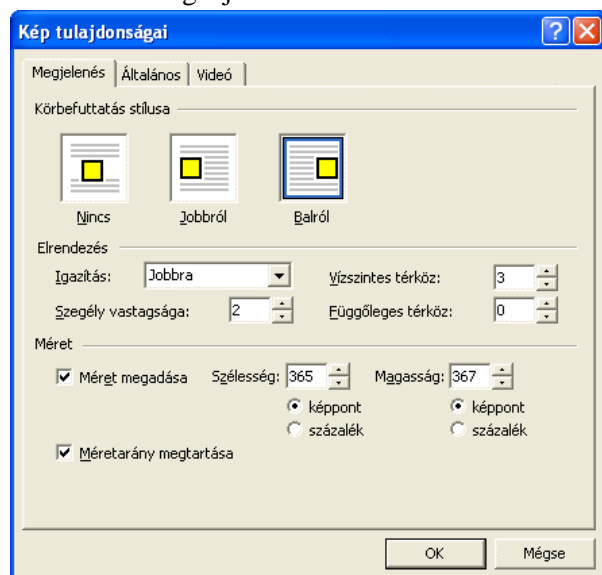 Kép tulajdonságai
Megjelenés Általános Videó
Körbefuttatás stílusa
Nincs Jobbról Balról
Elrendezés
Igazítás: Jobbra Vízszintes térköz: 3
Szegély vastagsága: 2 Függőleges térköz: 0
Méret
Méret megadása Szélesség: 365 Magasság: 367
képpont képpont
százalék százalék
Méretarány megtartása
OK Mégse